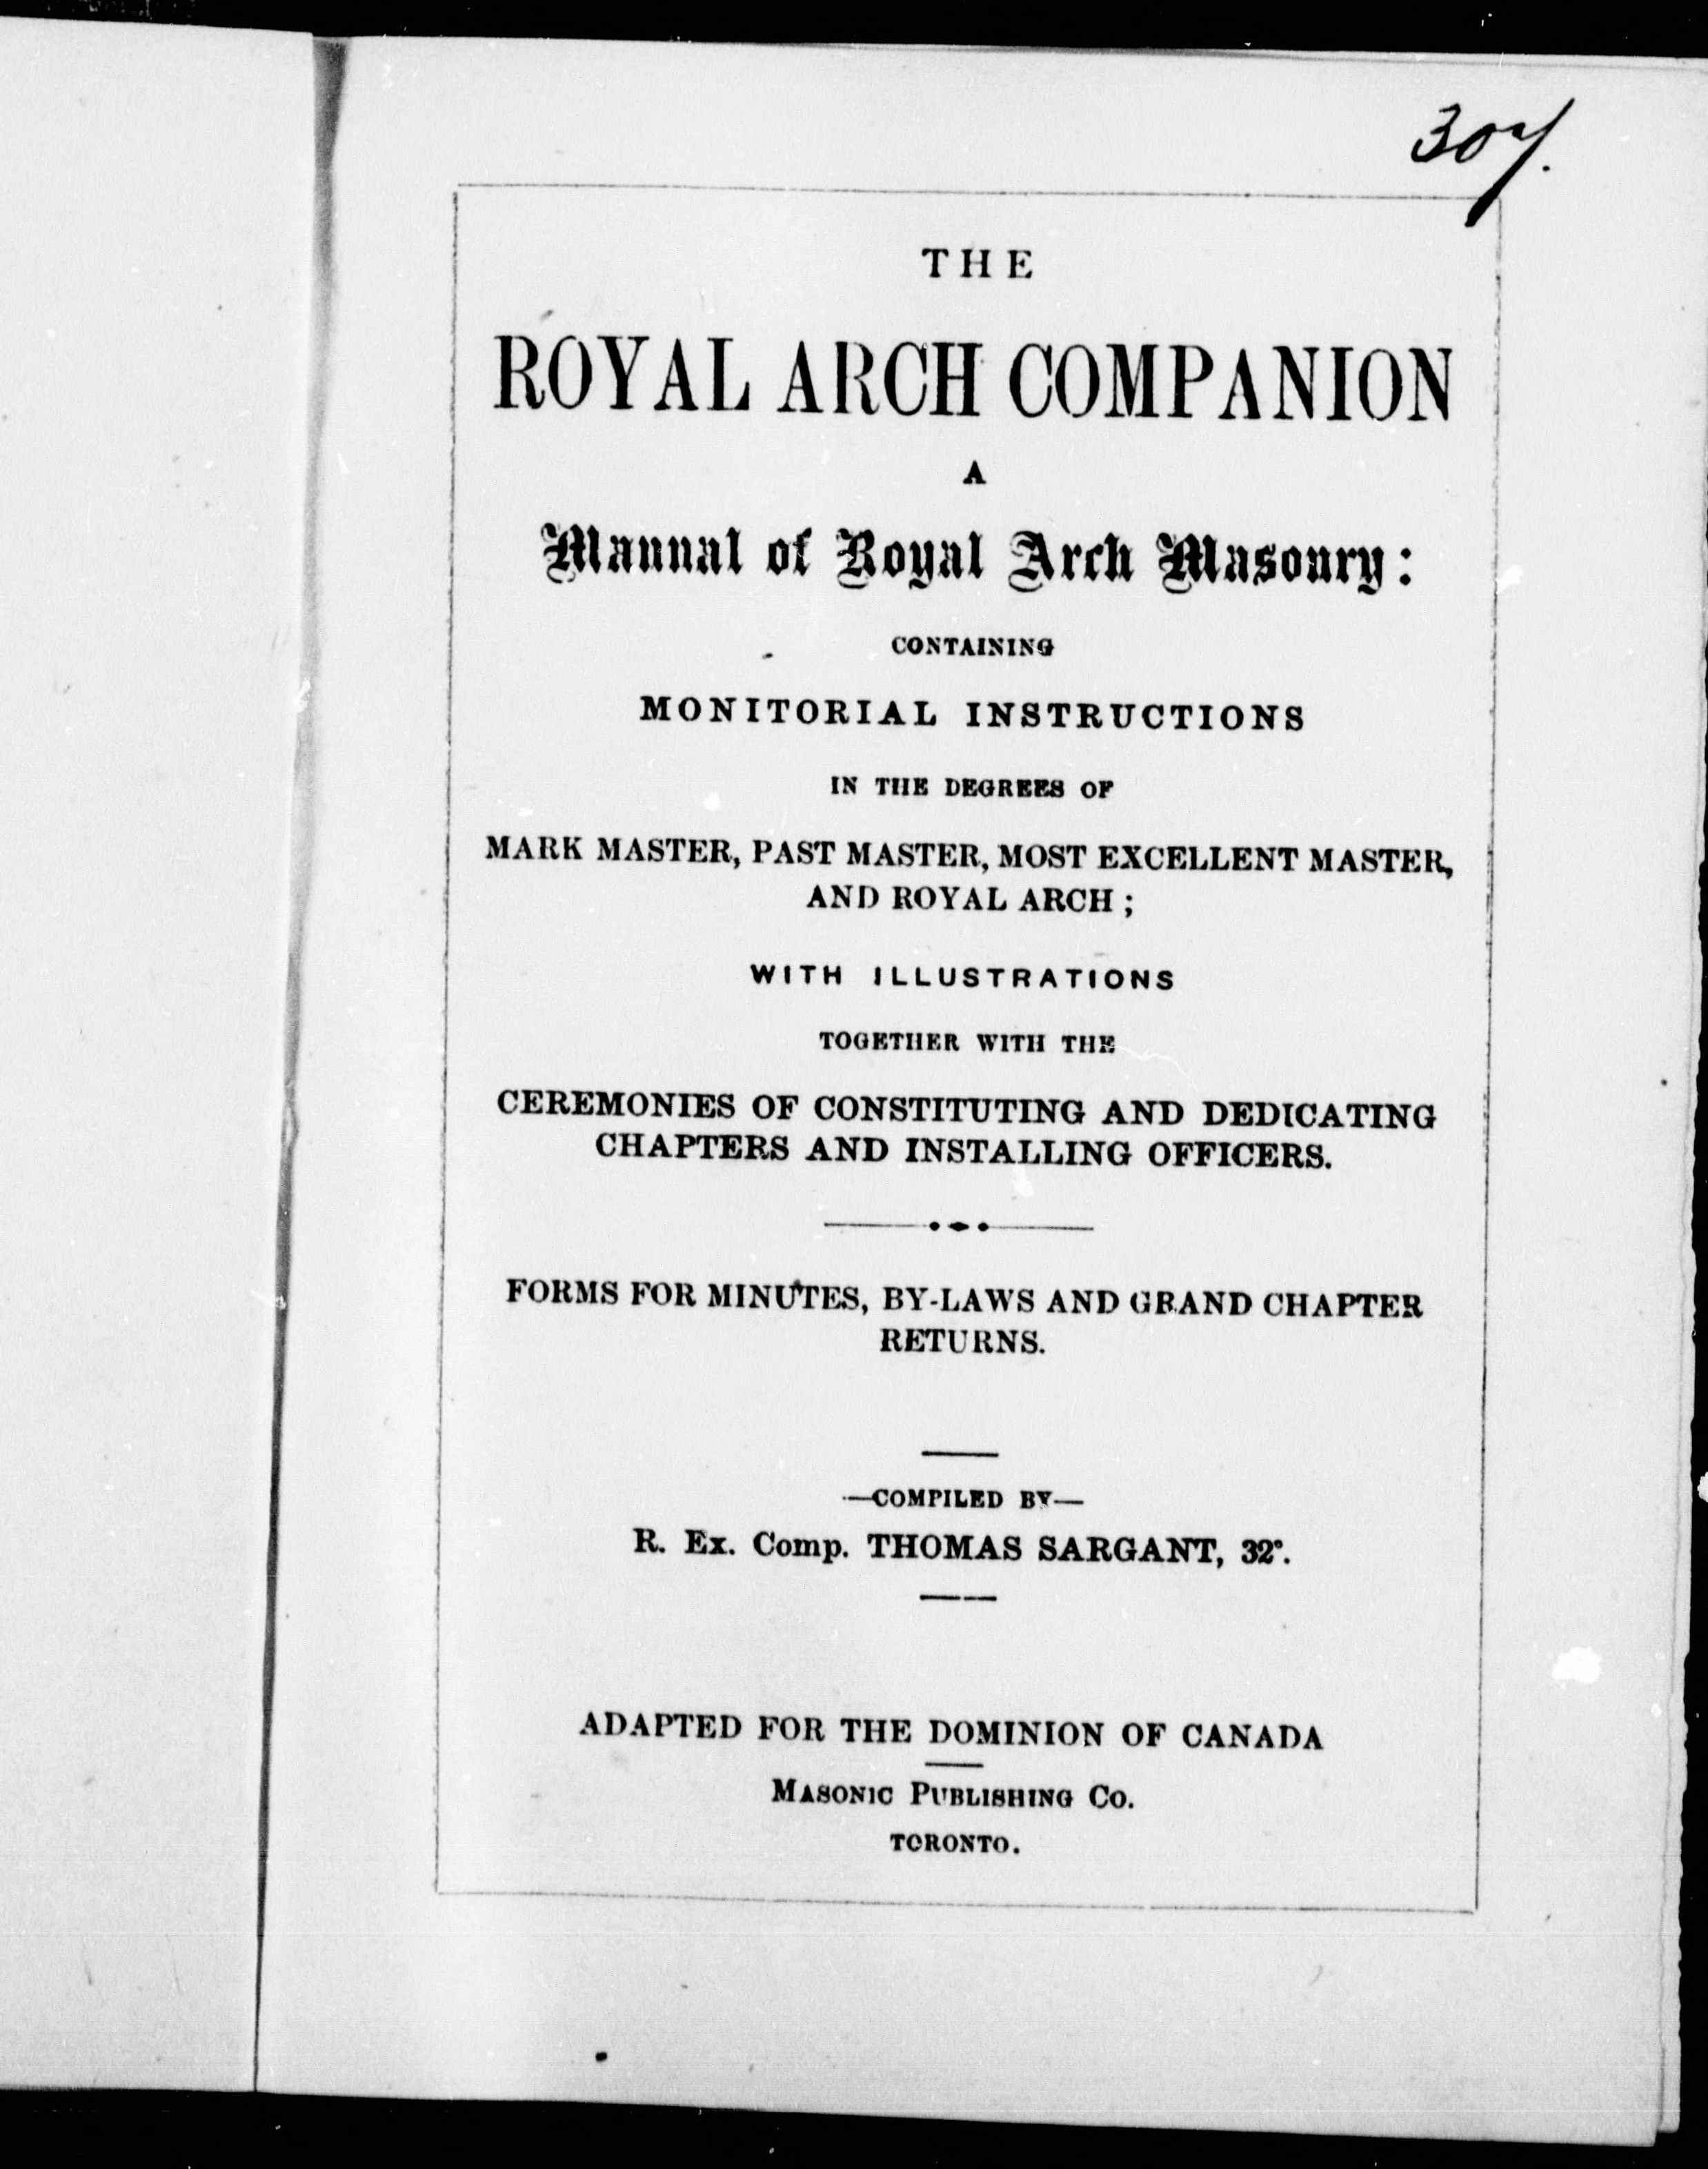 307.
THE
ROYAL ARCH COMPANION
A
Manual of Royal Arch Masonry:
CONTAINING
MONITORIAL INSTRUCTIONS
IN THE DEGREES OF
MARK MASTER, PAST MASTER, MOST EXCELLENT MASTER,
AND ROYAL ARCH;
WITH ILLUSTRATIONS
TOGETHER WITH THE
CEREMONIES OF CONSTITUTING AND DEDICATING
CHAPTERS AND INSTALLING OFFICERS.
FORMS FOR MINUTES, BY-LAWS AND GRAND CHAPTER
RETURNS.
—COMPILED BY—
R. Ex. Comp. THOMAS SARGANT, 32°.
ADAPTED FOR THE DOMINION OF CANADA
MASONIC PUBLISHING CO.
TORONTO.